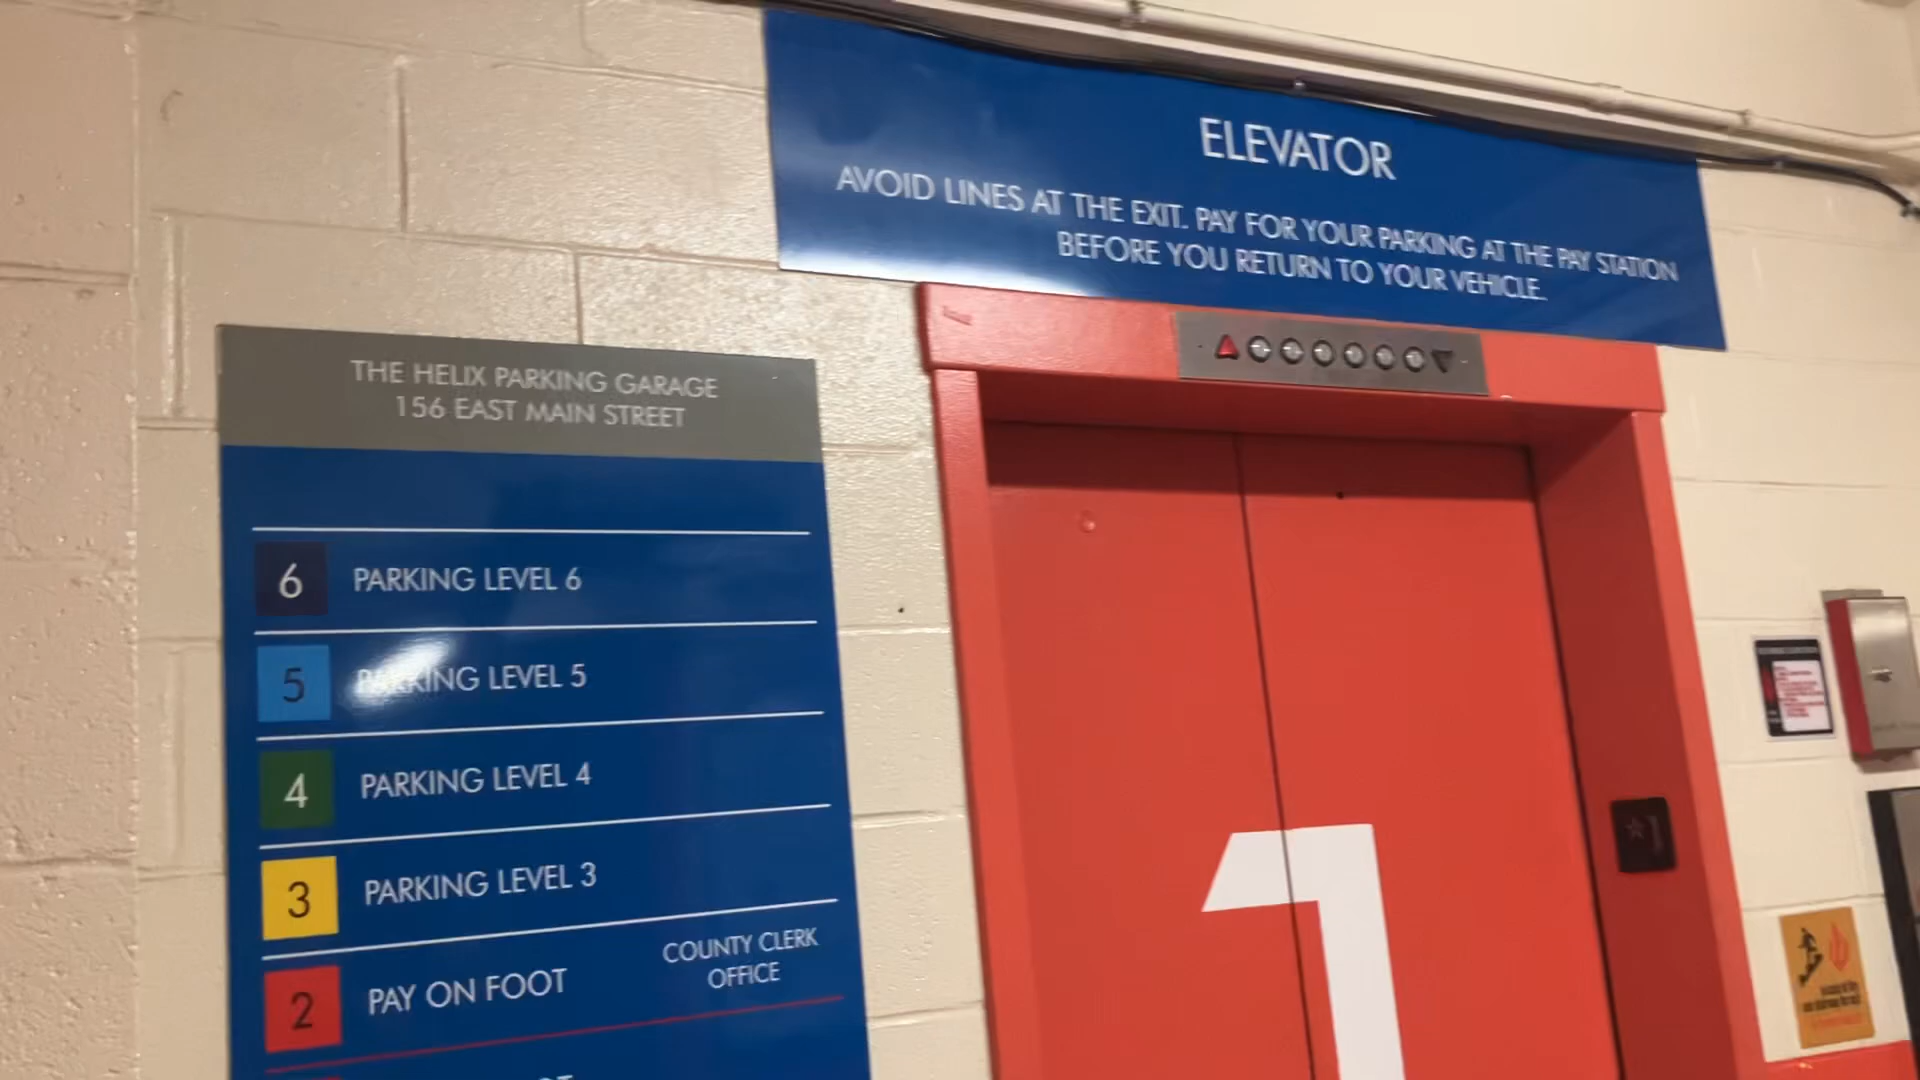 ELEVATOR
AVOID LINES AT THE EXIT. PAY FOR YOUR PARKING AT THE PAY STATION
BEFORE YOU RETURN TO YOUR VEHICLE.
THE HELIX PARKING GARAGE
156 EAST MAIN STREET
6 PARKING LEVEL 6
5 PARKING LEVEL 5
4 PARKING LEVEL 4
3 PARKING LEVEL 3
2 PAY ON FOOT COUNTY CLERK
OFFICE
1